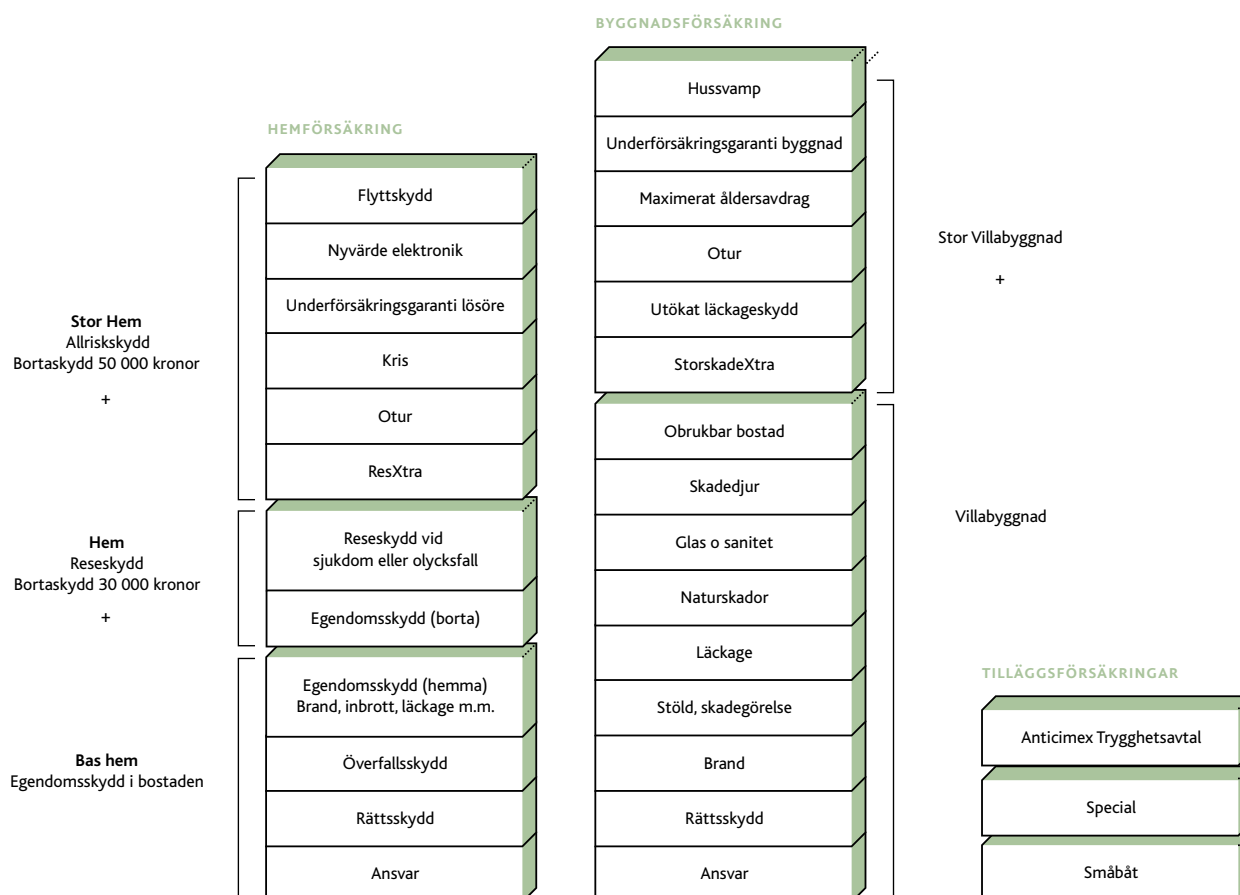 BYGGNADSFÖRSÄKRING
Hussvamp
Underförsäkringsgaranti byggnad
Maximerat åldersavdrag
Otur
Utökat läckageskydd
StorskadeXtra
Obrukbar bostad
Skadedjur
Glas o sanitet
Naturskador
Läckage
Stöld, skadegörelse
Brand
Rättsskydd
Ansvar
Stor Villabyggnad
+
Villabyggnad
HEMFÖRSÄKRING
Flyttskydd
Nyvärde elektronik
Underförsäkringsgaranti lösöre
Kris
Otur
ResXtra
Reseskydd vid
sjukdom eller olycksfall
Egendomsskydd (borta)
Egendomsskydd (hemma)
Brand, inbrott, läckage m.m.
Överfallsskydd
Rättsskydd
Ansvar
Stor Hem
Allriskskydd
Bortaskydd 50 000 kronor
+
Hem
Reseskydd
Bortaskydd 30 000 kronor
+
Bas hem
Egendomsskydd i bostaden
TILLÄGGSFÖRSÄKRINGAR
Anticimex Trygghetsavtal
Special
Småbåt